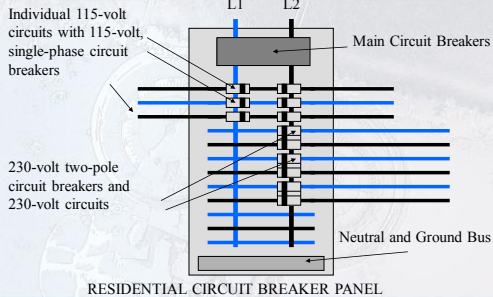 L1 L2
Individual 115-volt
circuits with 115-volt,
single-phase circuit
breakers
Main Circuit Breakers
230-volt two-pole
circuit breakers and
230-volt circuits
Neutral and Ground Bus
RESIDENTIAL CIRCUIT BREAKER PANEL